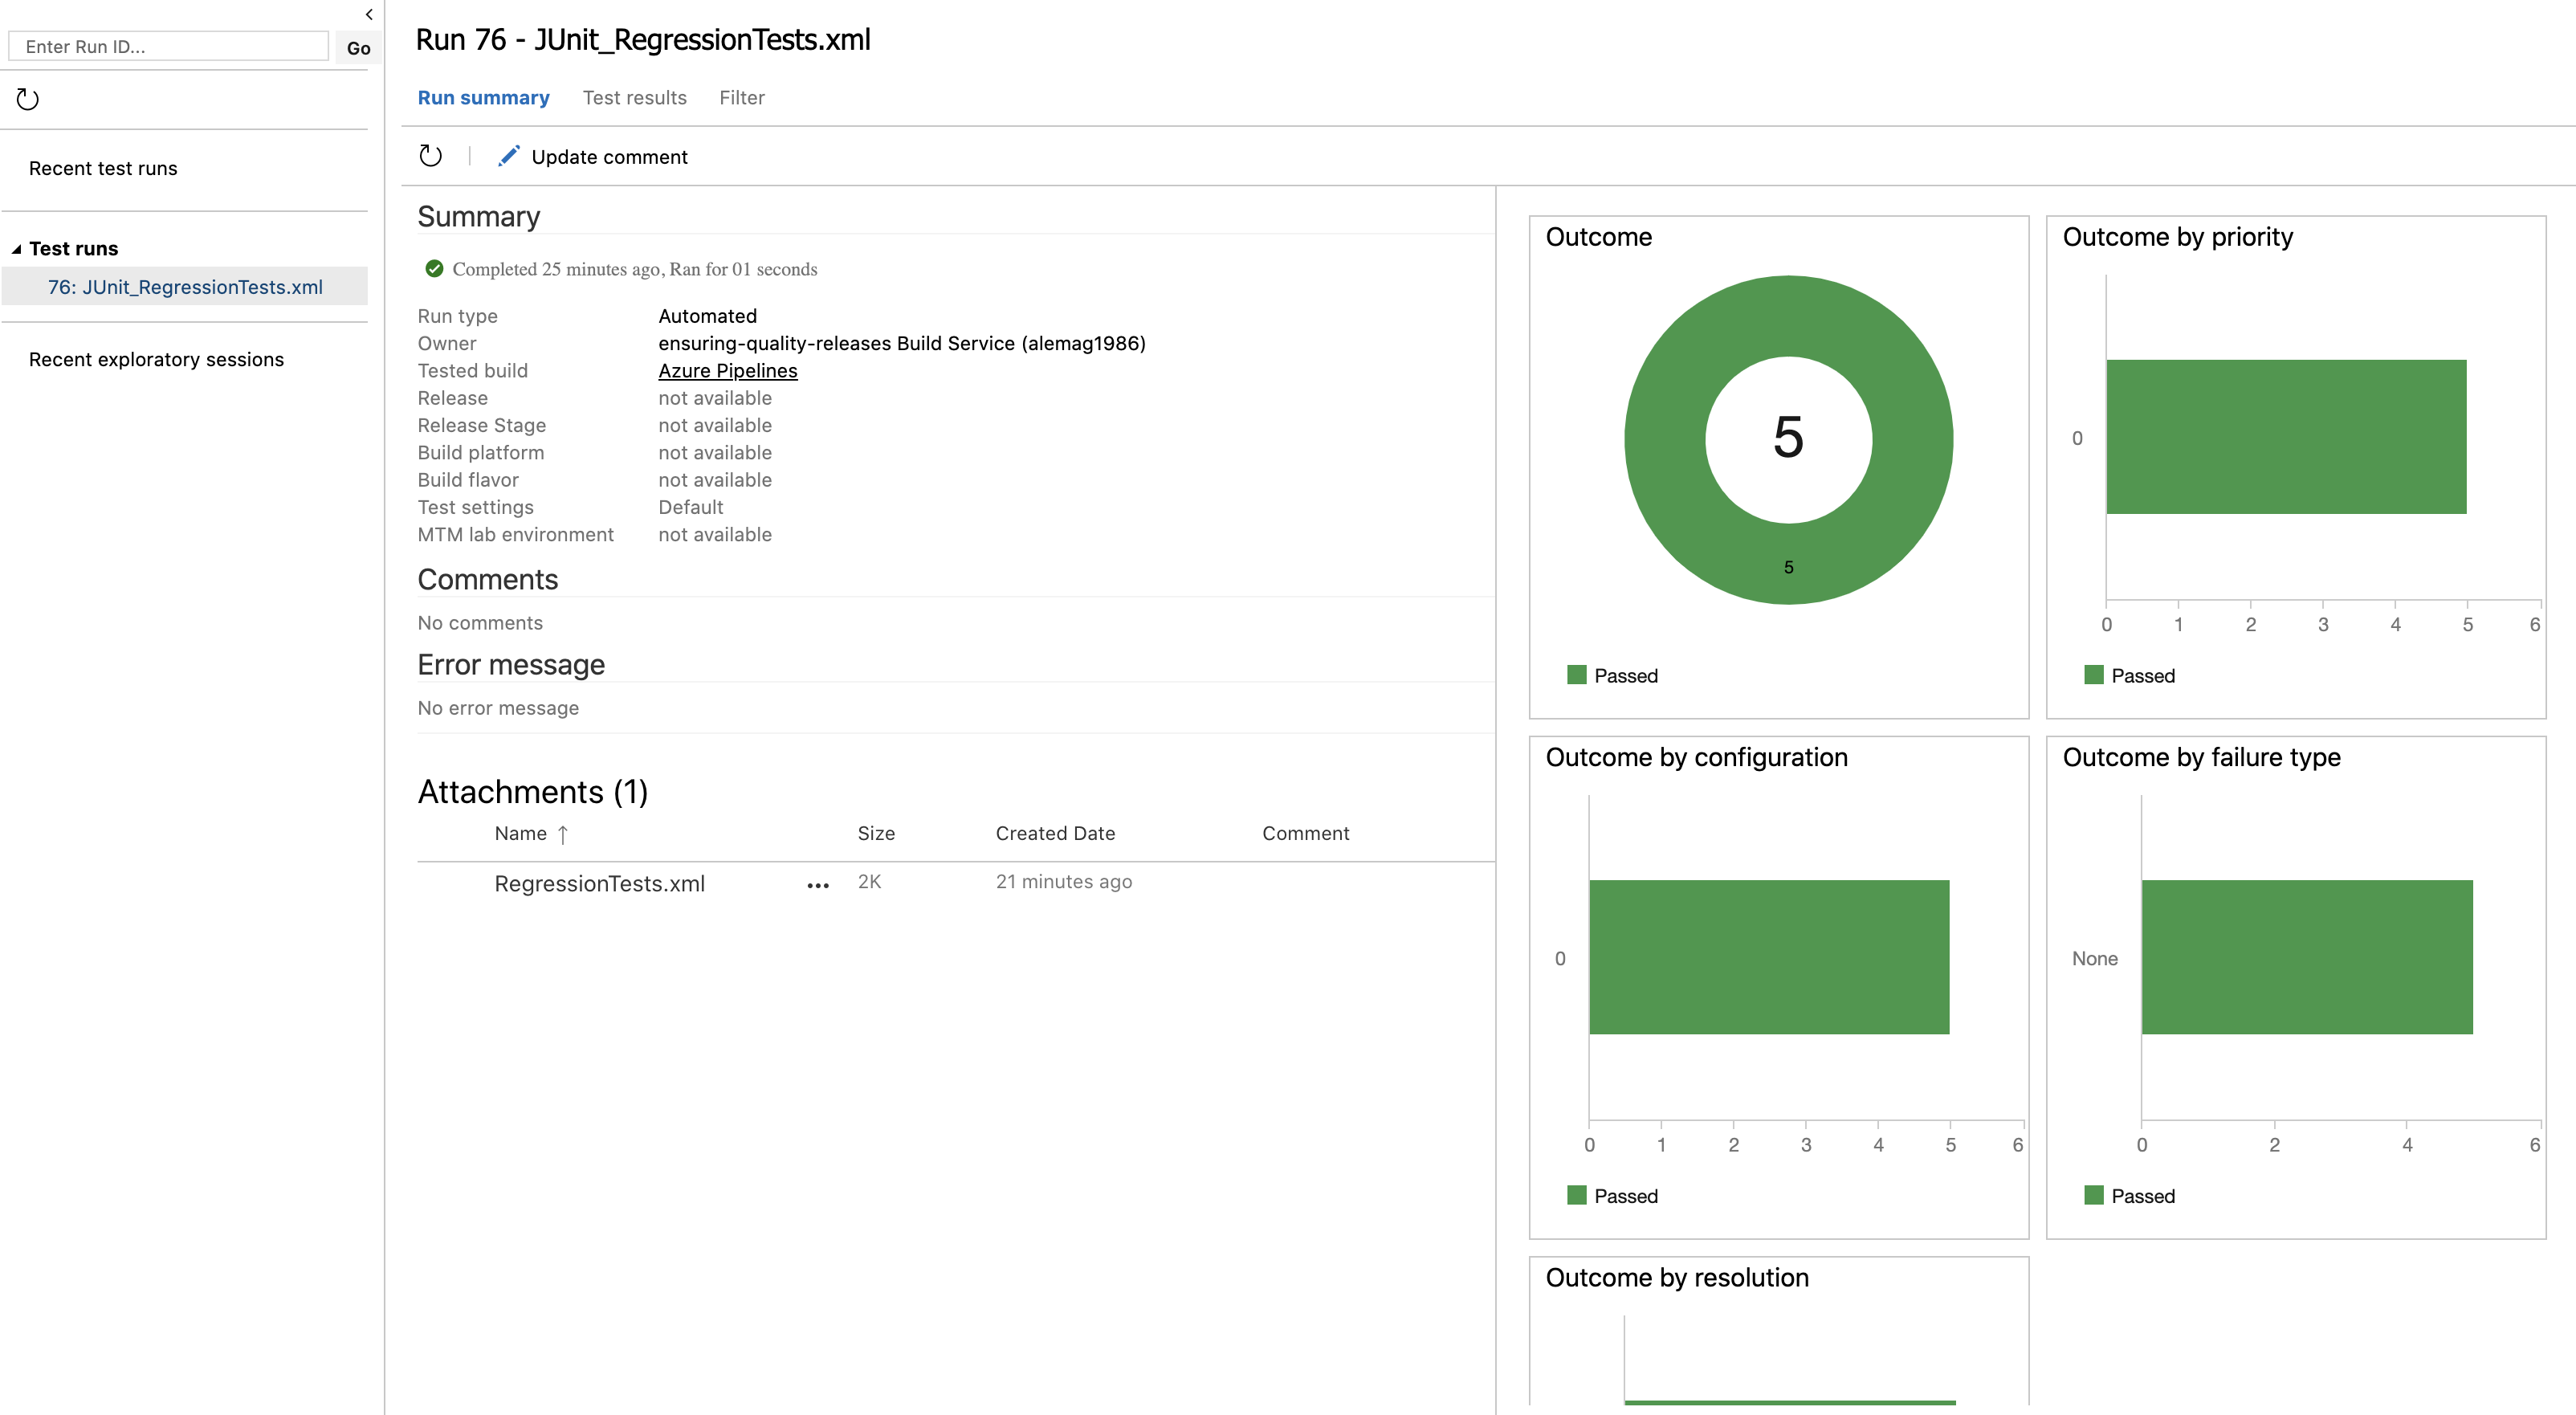 Enter Run ID...
Go
Recent test runs
Test runs
76: JUnit_RegressionTests.xml
Recent exploratory sessions
Run 76 - JUnit_RegressionTests.xml
Run summary Test results Filter
Update comment
Summary
Completed 25 minutes ago, Ran for 01 seconds
Run type Automated
Owner ensuring-quality-releases Build Service (alemag1986)
Tested build Azure Pipelines
Release not available
Release Stage not available
Build platform not available
Build flavor not available
Test settings Default
MTM lab environment not available
Comments
No comments
Error message
No error message
Attachments (1)
Name ↑ Size Created Date Comment
RegressionTests.xml ... 2K 21 minutes ago
Outcome
5
5
Passed
Outcome by priority
0
0 1 2 3 4 5 6
Passed
Outcome by configuration
0
0 1 2 3 4 5 6
Passed
Outcome by failure type
None
0 2 4 6
Passed
Outcome by resolution